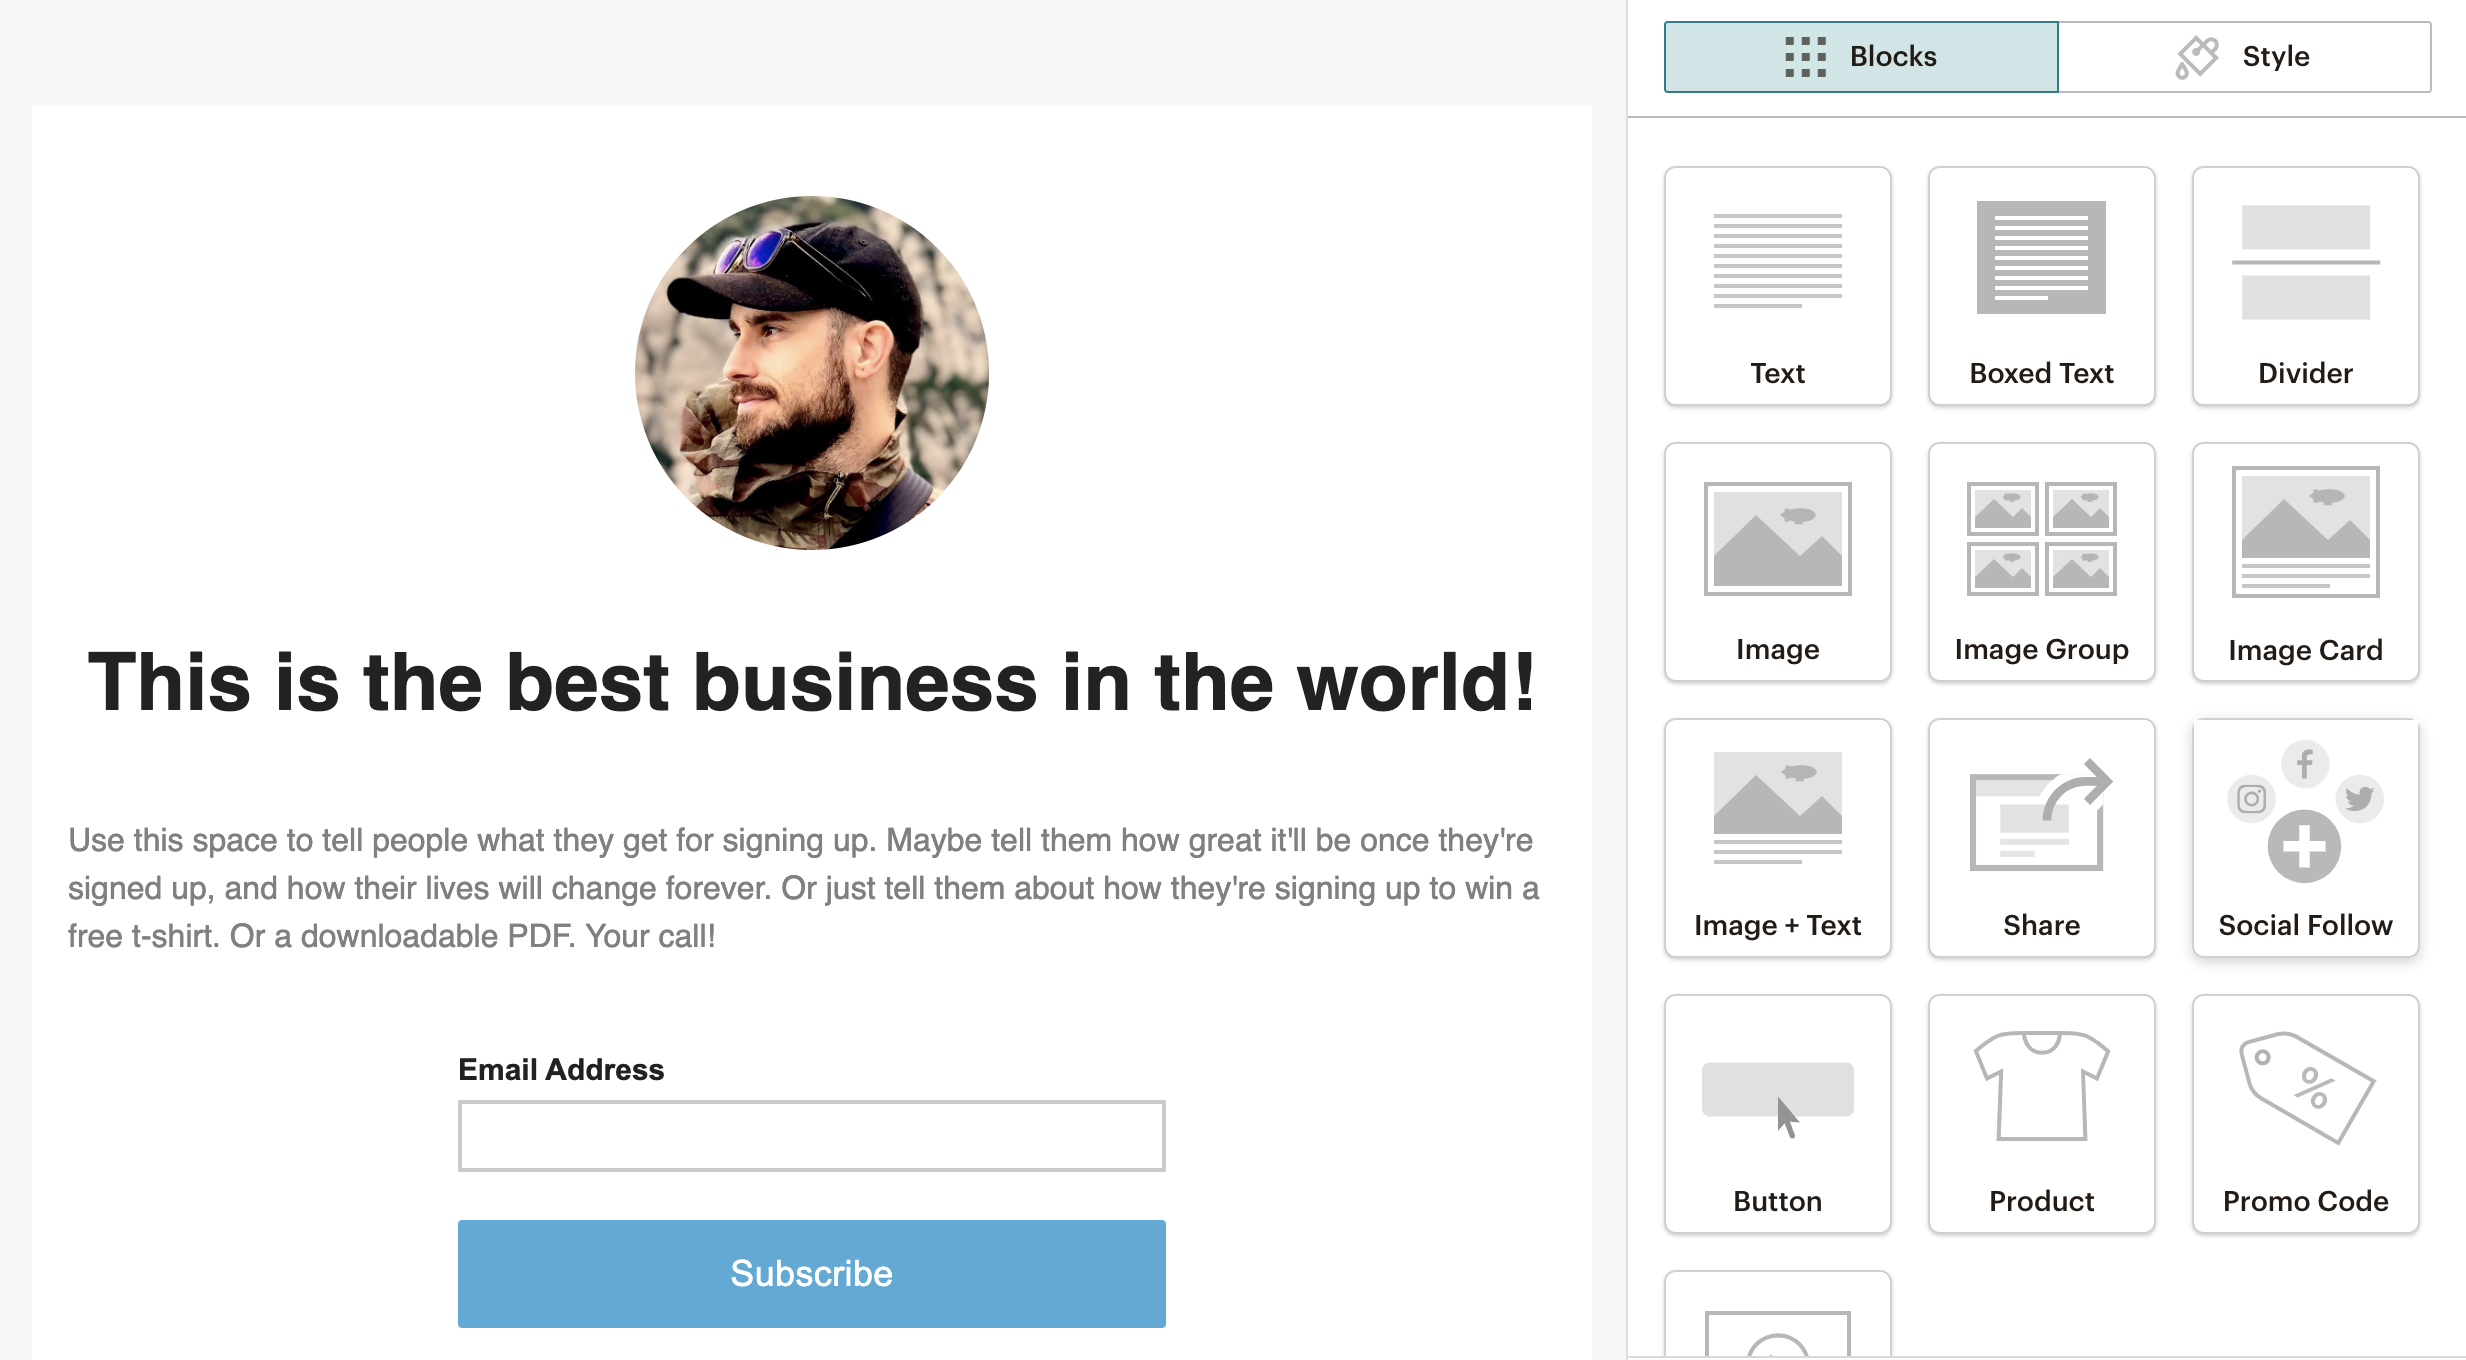 Blocks
Style
This is the best business in the world!
Use this space to tell people what they get for signing up. Maybe tell them how great it'll be once they're
signed up, and how their lives will change forever. Or just tell them about how they're signing up to win a
free t-shirt. Or a downloadable PDF. Your call!
Email Address
Subscribe
Text
Boxed Text
Divider
Image
Image Group
Image Card
Image + Text
Share
Social Follow
Button
Product
Promo Code